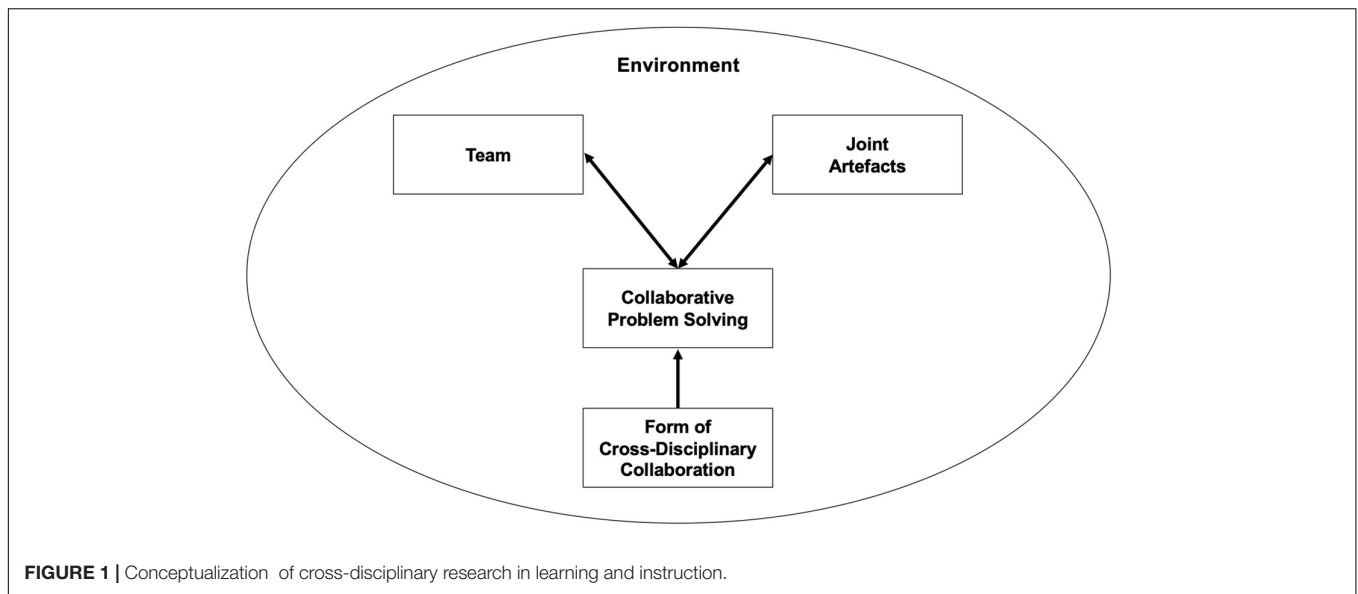 Environment
Team
Joint
Artefacts
Collaborative
Problem Solving
Form of
Cross-Disciplinary
Collaboration
FIGURE 1 | Conceptualization of cross-disciplinary research in learning and instruction.